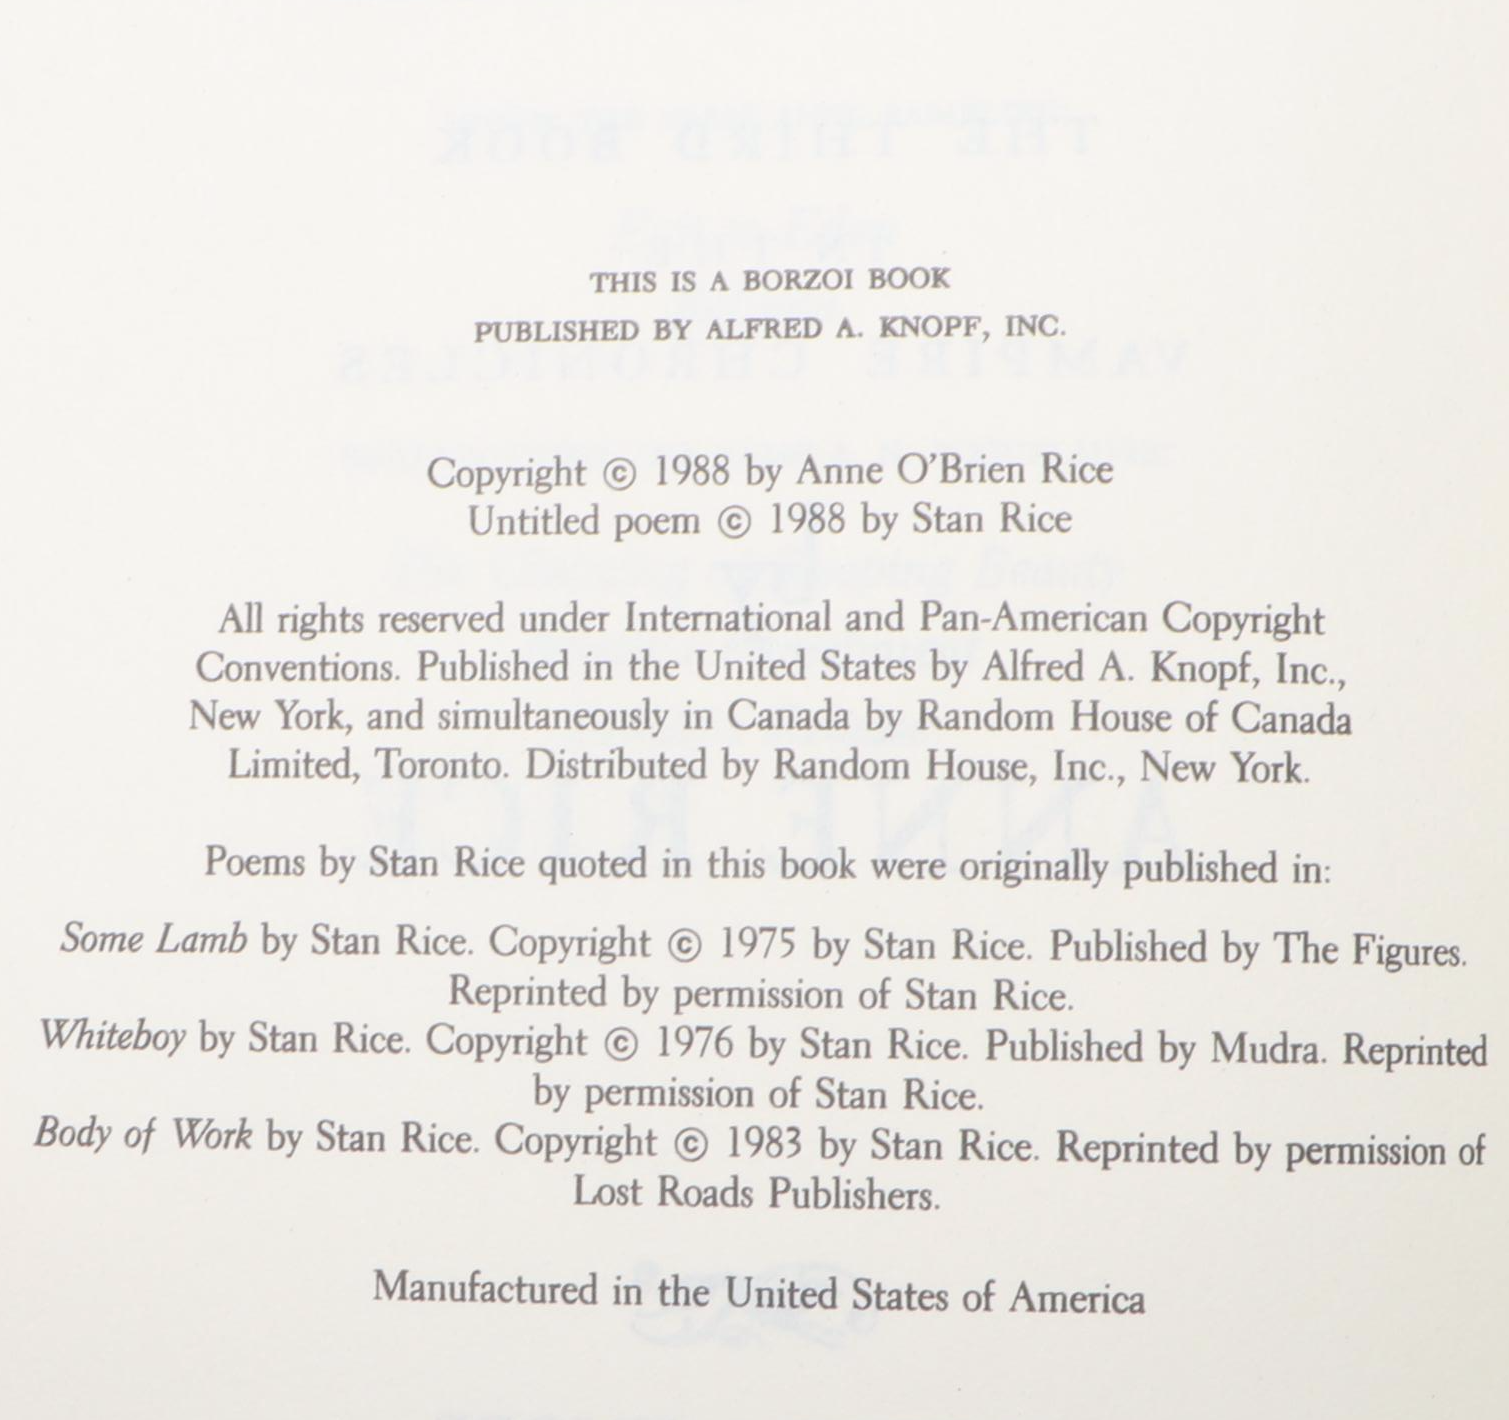 THIS IS A BORZOI BOOK
PUBLISHED BY ALFRED A. KNOPF, INC.
Copyright © 1988 by Anne O'Brien Rice
Untitled poem © 1988 by Stan Rice
All rights reserved under International and Pan-American Copyright
Conventions. Published in the United States by Alfred A. Knopf, Inc.,
New York, and simultaneously in Canada by Random House of Canada
Limited, Toronto. Distributed by Random House, Inc., New York.
Poems by Stan Rice quoted in this book were originally published in:
Some Lamb by Stan Rice. Copyright © 1975 by Stan Rice. Published by The Figures.
Reprinted by permission of Stan Rice.
Whiteboy by Stan Rice. Copyright © 1976 by Stan Rice. Published by Mudra. Reprinted
by permission of Stan Rice.
Body of Work by Stan Rice. Copyright © 1983 by Stan Rice. Reprinted by permission of
Lost Roads Publishers.
Manufactured in the United States of America